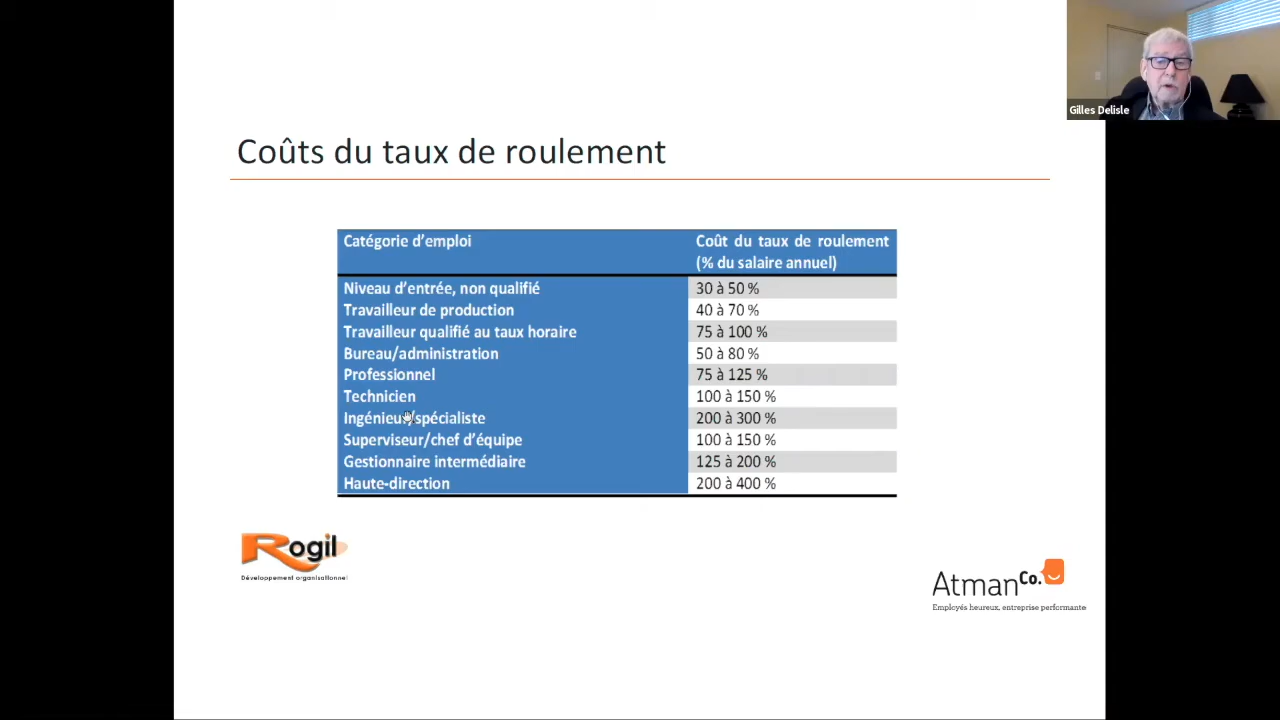 Gilles Delisle
Coûts du taux de roulement
Catégorie d’emploi
Coût du taux de roulement
(% du salaire annuel)
Niveau d’entrée, non qualifié 30 à 50 %
Travailleur de production 40 à 70 %
Travailleur qualifié au taux horaire 75 à 100 %
Bureau/administration 50 à 80 %
Professionnel 75 à 125 %
Technicien 100 à 150 %
Ingénieur/spécialiste 200 à 300 %
Superviseur/chef d’équipe 100 à 150 %
Gestionnaire intermédiaire 125 à 200 %
Haute-direction 200 à 400 %
Rogil
Développement organisationnel
AtmanCo.
Employés heureux, entreprise performante